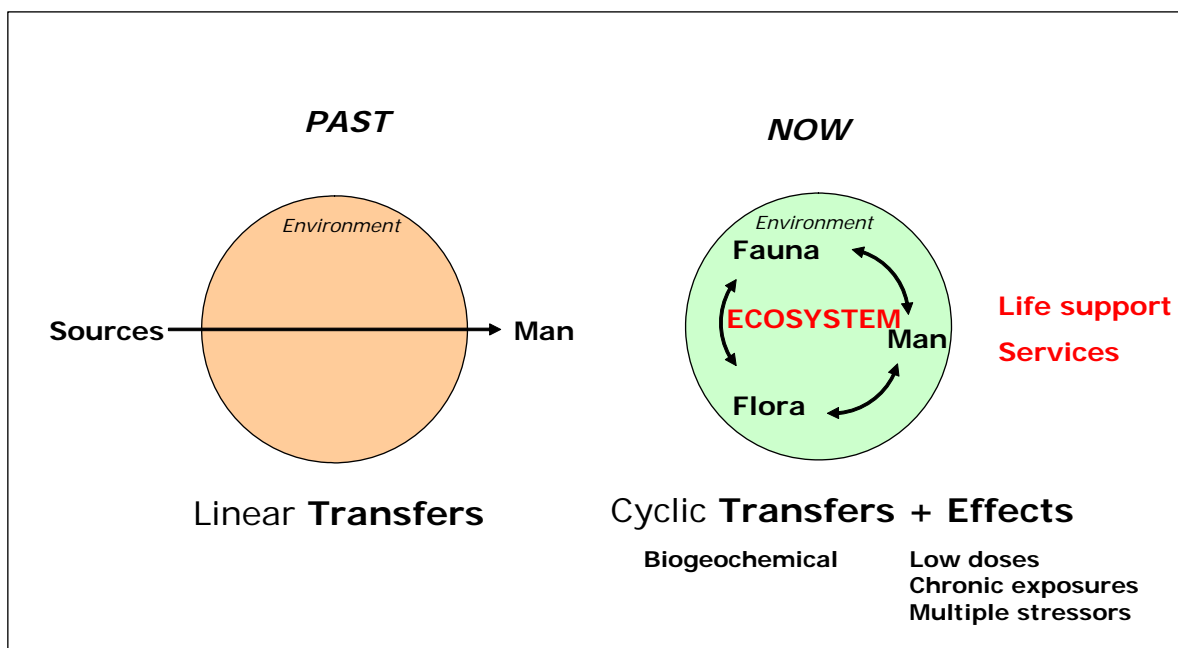 PAST
Environment
Sources
Man
Linear Transfers
NOW
Environment
Fauna
ECOSYSTEM
Man
Flora
Life support
Services
Cyclic Transfers + Effects
Biogeochemical
Low doses
Chronic exposures
Multiple stressors